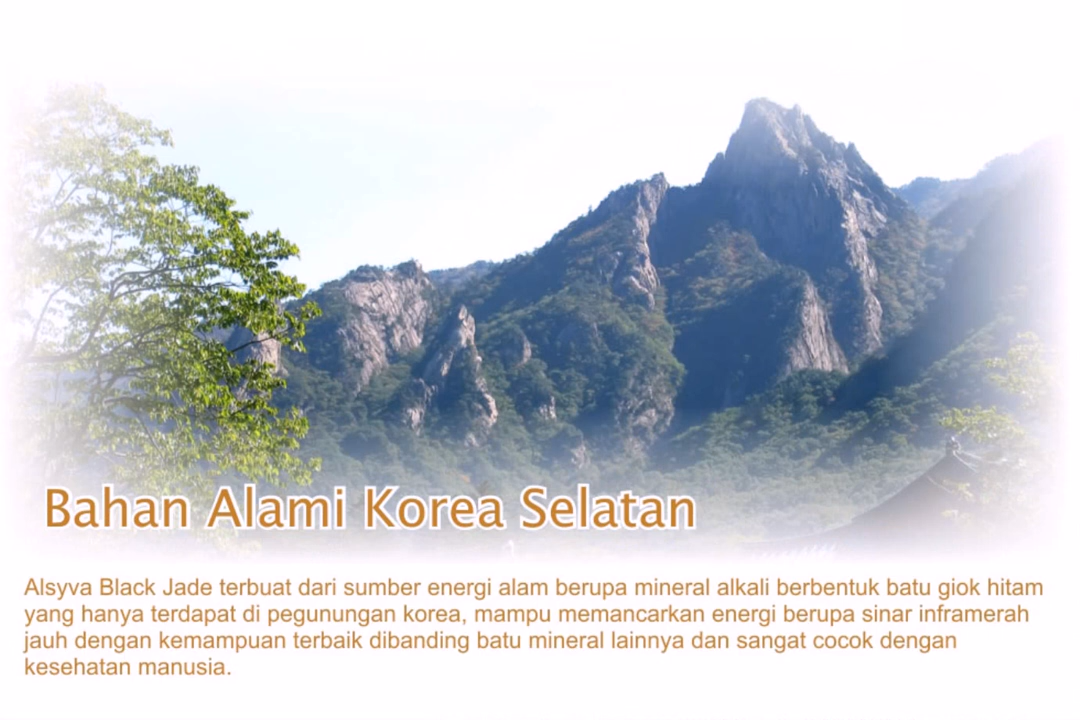 Bahan Alami Korea Selatan
Alsyva Black Jade terbuat dari sumber energi alam berupa mineral alkali berbentuk batu giok hitam
yang hanya terdapat di pegunungan korea, mampu memancarkan energi berupa sinar inframerah
jauh dengan kemampuan terbaik dibanding batu mineral lainnya dan sangat cocok dengan
kesehatan manusia.